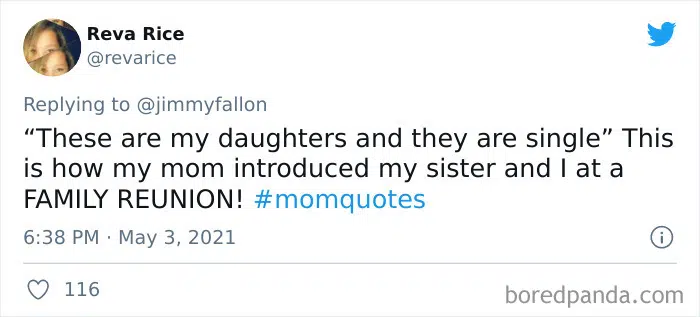 Reva Rice
@revarice
Replying to @jimmyfallon
“These are my daughters and they are single” This
is how my mom introduced my sister and I at a
FAMILY REUNION! #momquotes
6:38 PM · May 3, 2021
116
boredpanda.com